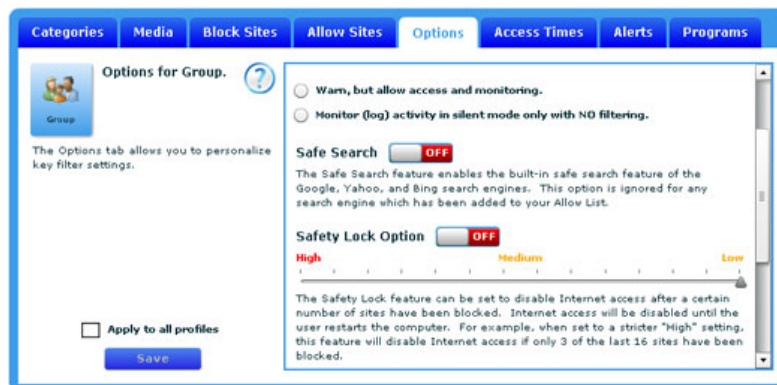 Categories Media Block Sites Allow Sites Options Access Times Alerts Programs
Options for Group.
?
Group
The Options tab allows you to personalize
key filter settings.
Apply to all profiles
Save
Warn, but allow access and monitoring.
Monitor (log) activity in silent mode only with NO filtering.
Safe Search OFF
The Safe Search feature enables the built-in safe search feature of the
Google, Yahoo, and Bing search engines. This option is ignored for any
search engine which has been added to your Allow List.
Safety Lock Option OFF
High Medium Low
The Safety Lock feature can be set to disable Internet access after a certain
number of sites have been blocked. Internet access will be disabled until the
user restarts the computer. For example, when set to a stricter "High" setting,
this feature will disable Internet access if only 3 of the last 16 sites have been
blocked.